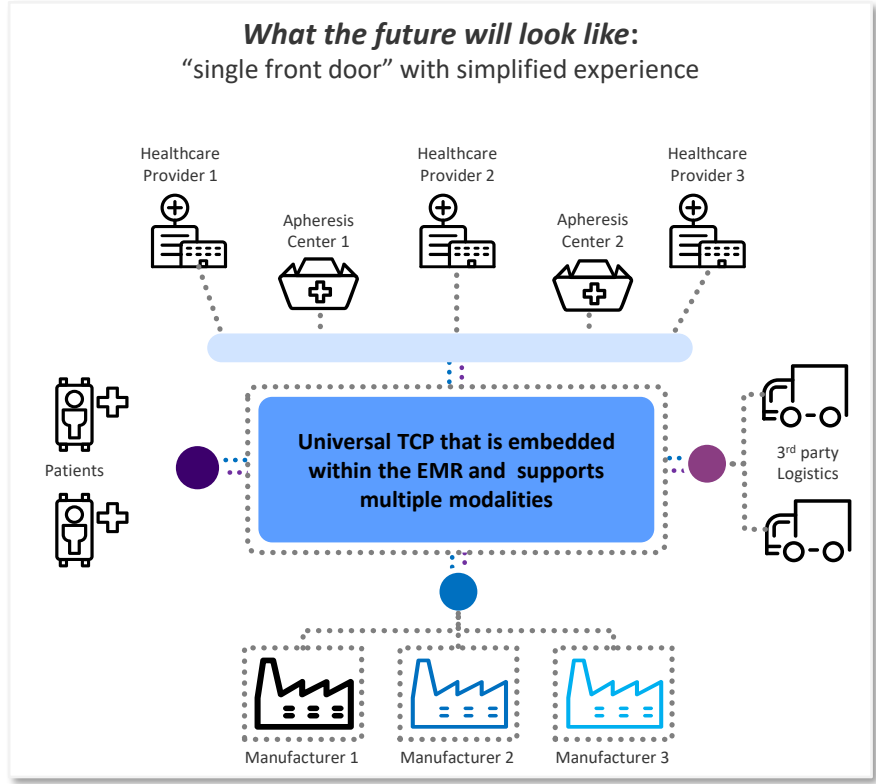 What the future will look like:
“single front door” with simplified experience
Healthcare
Provider 1
Healthcare
Provider 2
Healthcare
Provider 3
Apheresis
Center 1
Apheresis
Center 2
Patients
Universal TCP that is embedded
within the EMR and  supports
multiple modalities
3rd party
Logistics
Manufacturer 1
Manufacturer 2
Manufacturer 3